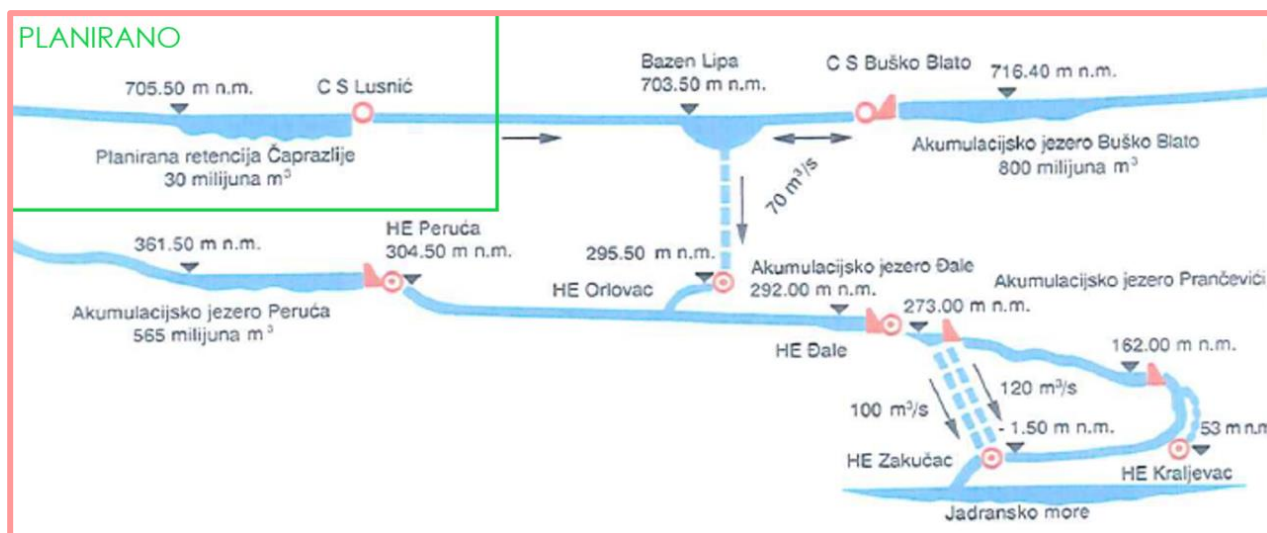 PLANIRANO
705.50 m n.m.
C S Lusnić
Planirana retencija Čaprazlije
30 milijuna m³
Bazen Lipa
703.50 m n.m.
C S Buško Blato
716.40 m n.m.
Akumulacijsko jezero Buško Blato
800 milijuna m³
70 m³/s
361.50 m n.m.
HE Peruća
304.50 m n.m.
Akumulacijsko jezero Peruća
565 milijuna m³
295.50 m n.m.
HE Orlovac
Akumulacijsko jezero Đale
292.00 m n.m.
HE Đale
Akumulacijsko jezero Prančevići
273.00 m n.m.
162.00 m n.m.
100 m³/s
120 m³/s
- 1.50 m n.m.
HE Zakučac
53 m n.m
HE Kraljevac
Jadransko more